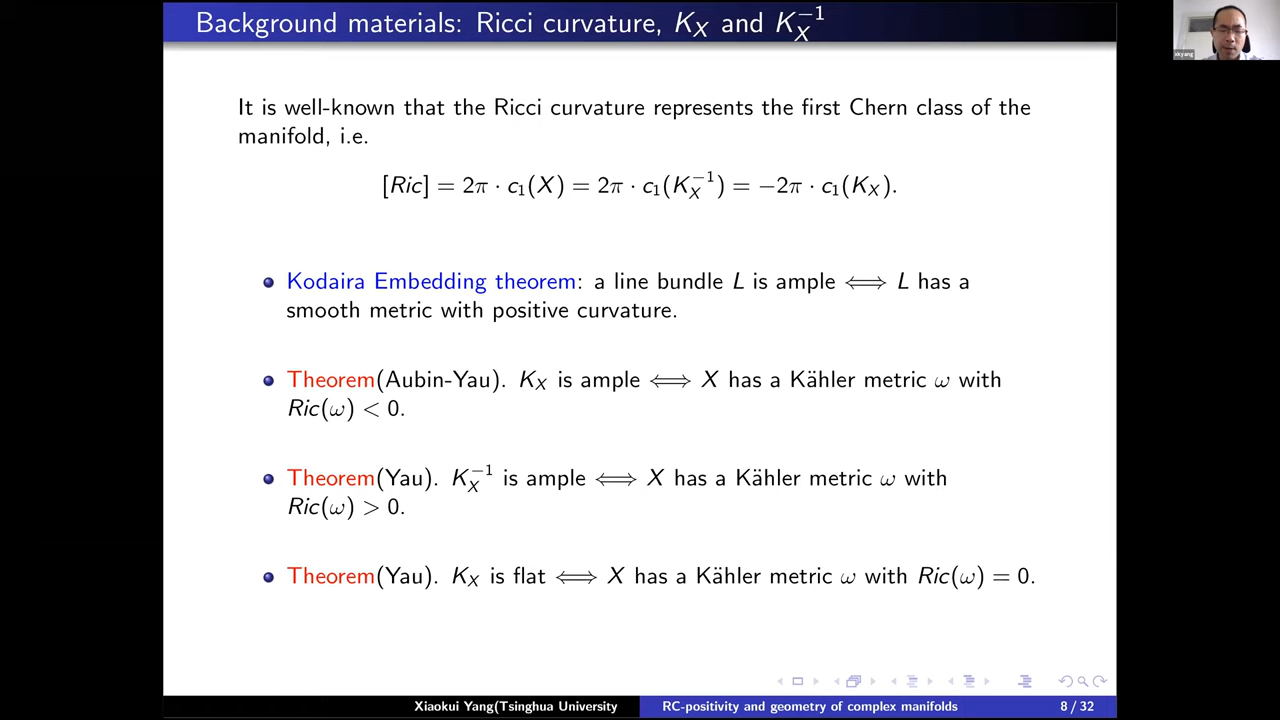 Background materials: Ricci curvature, K_X and K_X^{-1}
xkyang
It is well-known that the Ricci curvature represents the first Chern class of the
manifold, i.e.
[Ric] = 2π · c₁(X) = 2π · c₁(K_X^{-1}) = −2π · c₁(K_X).
Kodaira Embedding theorem: a line bundle L is ample ⟺ L has a
smooth metric with positive curvature.
Theorem(Aubin-Yau). K_X is ample ⟺ X has a Kähler metric ω with
Ric(ω) < 0.
Theorem(Yau). K_X^{-1} is ample ⟺ X has a Kähler metric ω with
Ric(ω) > 0.
Theorem(Yau). K_X is flat ⟺ X has a Kähler metric ω with Ric(ω) = 0.
Xiaokui Yang(Tsinghua University
RC-positivity and geometry of complex manifolds
8 / 32